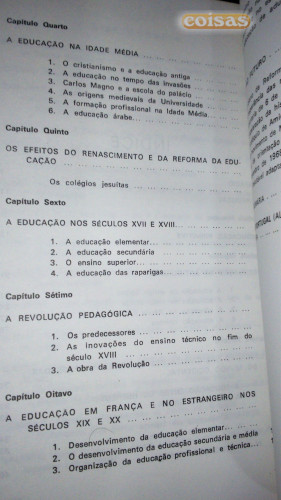 coisas
Capítulo Quarto
A EDUCAÇÃO NA IDADE MÉDIA
1. O cristianismo e a educação antiga
2. A educação no tempo das Invasões
3. Carlos Magno e a escola do palácio
4. As origens medievais da Universidade
5. A formação profissional na Idade Média
6. A educação árabe
Capítulo Quinto
OS EFEITOS DO RENASCIMENTO E DA REFORMA DA EDU-
CAÇÃO
Os colégios jesuítas
Capítulo Sexto
A EDUCAÇÃO NOS SÉCULOS XVII E XVIII
1. A educação elementar
2. A educação secundária
3. O ensino superior
4. A educação das raparigas
Capítulo Sétimo
A REVOLUÇÃO PEDAGÓGICA
1. Os predecessores
2. As inovações do ensino técnico no fim do
século XVIII
3. A obra da Revolução
Capítulo Oitavo
A EDUCAÇÃO EM FRANÇA E NO ESTRANGEIRO NOS
SÉCULOS XIX E XX
1. Desenvolvimento da educação elementar
2. O desenvolvimento da educação secundária e média
3. Organização da educação profissional e técnica